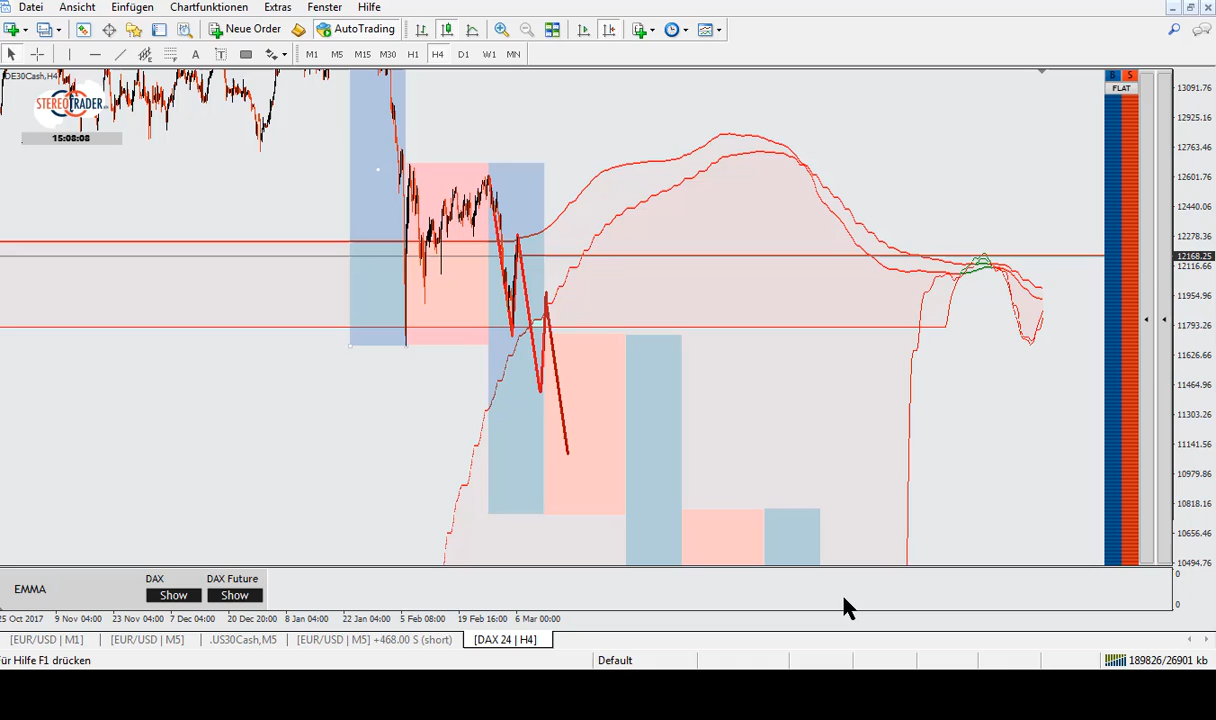 Datei Ansicht Einfügen Chartfunktionen Extras Fenster Hilfe
Neue Order AutoTrading
A T M1 M5 M15 M30 H1 H4 D1 W1 MN
DE30Cash,H4
STEREOTRADER
15:08:08
B S
FLAT
3091.76
12925.16
12763.46
12601.76
12440.06
12278.36
12168.25
12116.66
11954.96
11793.26
11626.66
11464.96
11303.26
11141.56
10979.86
10818.16
10656.46
10494.76
EMMA
DAX DAX Future
Show Show
0
0
25 Oct 2017 9 Nov 04:00 23 Nov 04:00 7 Dec 04:00 20 Dec 20:00 8 Jan 04:00 22 Jan 04:00 5 Feb 08:00 19 Feb 16:00 6 Mar 00:00
[EUR/USD | M1] [EUR/USD | M5] .US30Cash,M5 [EUR/USD | M5] +468.00 S (short) [DAX 24 | H4]
ür Hilfe F1 drücken Default 189826/26901 kb